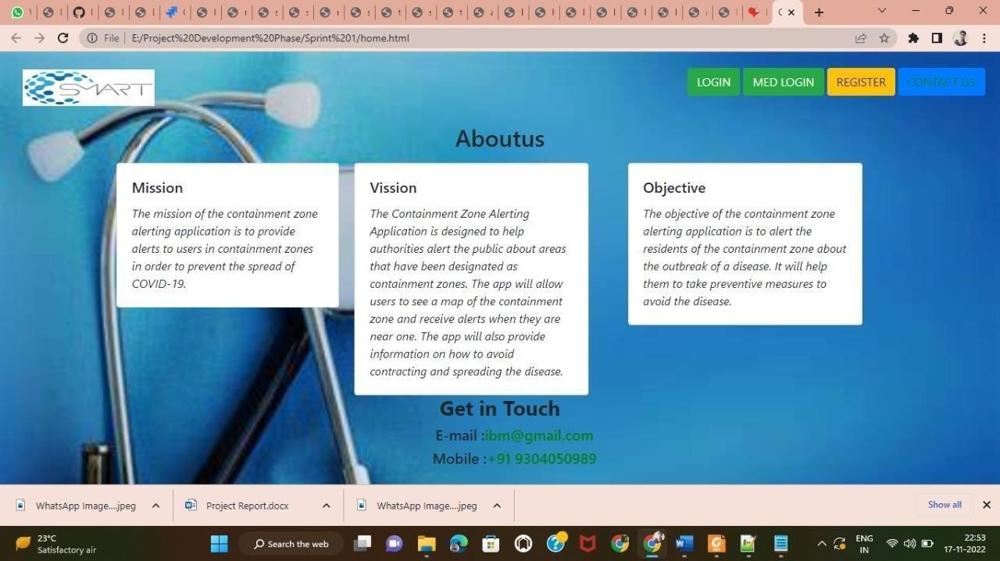 File
E:/Project%20Development%20Phase/Sprint%201/home.html
SMART
LOGIN
MED LOGIN
REGISTER
CONTACT US
Aboutus
Mission
The mission of the containment zone
alerting application is to provide
alerts to users in containment zones
in order to prevent the spread of
COVID-19.
Vission
The Containment Zone Alerting
Application is designed to help
authorities alert the public about areas
that have been designated as
containment zones. The app will allow
users to see a map of the containment
zone and receive alerts when they are
near one. The app will also provide
information on how to avoid
contracting and spreading the disease.
Objective
The objective of the containment zone
alerting application is to alert the
residents of the containment zone about
the outbreak of a disease. It will help
them to take preventive measures to
avoid the disease.
Get in Touch
E-mail :ibm@gmail.com
Mobile :+91 9304050989
WhatsApp Image....jpeg
Project Report.docx
WhatsApp Image....jpeg
Show all
23°C
Satisfactory air
Search the web
ENG
IN
22:53
17-11-2022